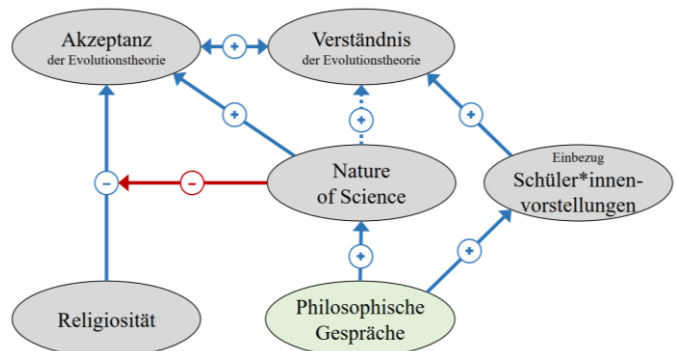 Akzeptanz
der Evolutionstheorie
+
Verständnis
der Evolutionstheorie
+
+
+
Einbezug
Schüler*innen-
vorstellungen
Nature
of Science
−
−
+
+
Religiosität
Philosophische
Gespräche